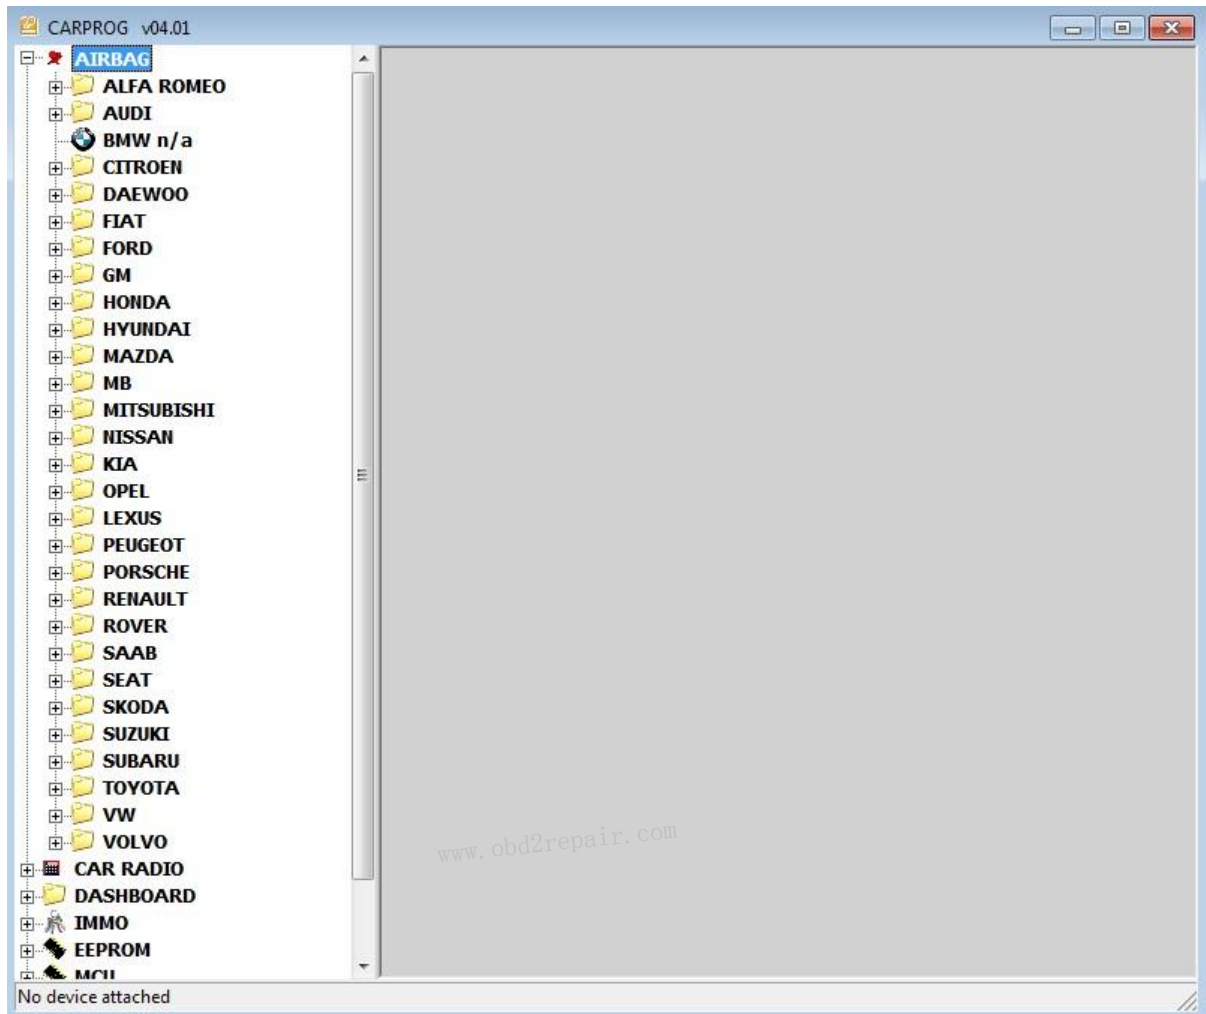 CARPROG v04.01
AIRBAG
ALFA ROMEO
AUDI
BMW n/a
CITROEN
DAEWOO
FIAT
FORD
GM
HONDA
HYUNDAI
MAZDA
MB
MITSUBISHI
NISSAN
KIA
OPEL
LEXUS
PEUGEOT
PORSCHE
RENAULT
ROVER
SAAB
SEAT
SKODA
SUZUKI
SUBARU
TOYOTA
VW
VOLVO
CAR RADIO
DASHBOARD
IMMO
EEPROM
MCU
No device attached
www.obd2repair.com